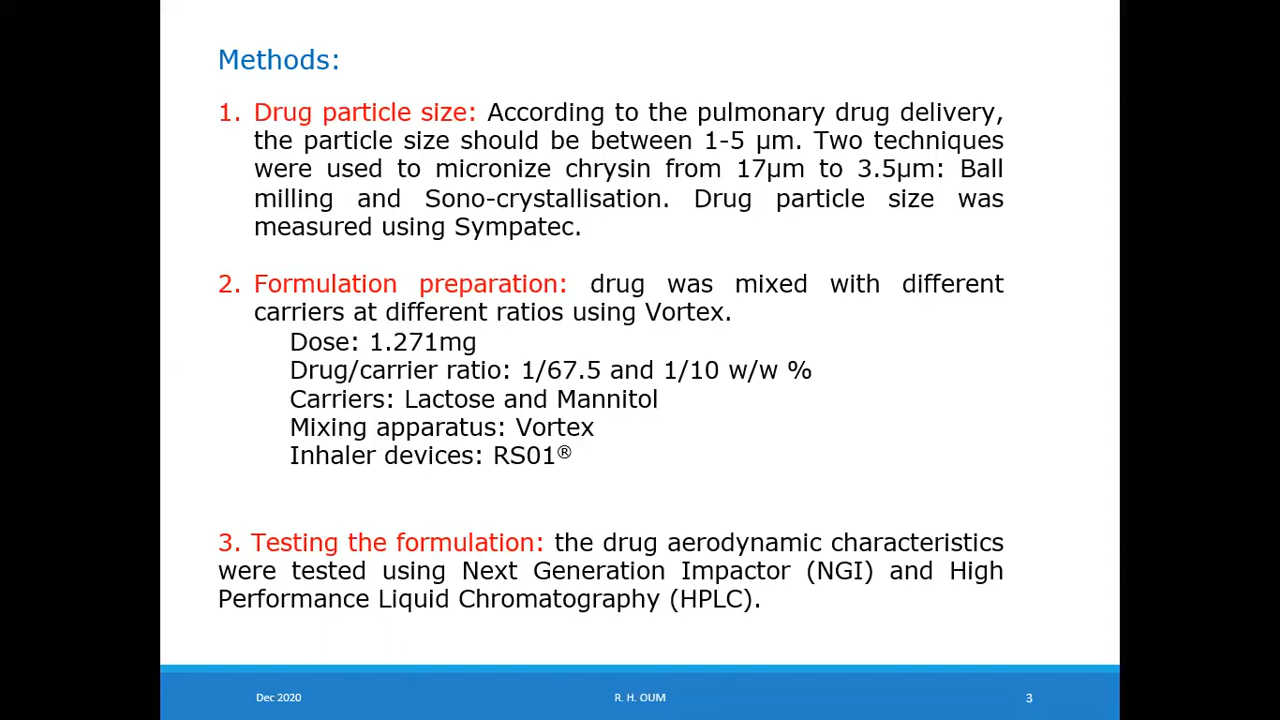 Methods:
1. Drug particle size: According to the pulmonary drug delivery,
the particle size should be between 1-5 µm. Two techniques
were used to micronize chrysin from 17µm to 3.5µm: Ball
milling and Sono-crystallisation. Drug particle size was
measured using Sympatec.
2. Formulation preparation: drug was mixed with different
carriers at different ratios using Vortex.
Dose: 1.271mg
Drug/carrier ratio: 1/67.5 and 1/10 w/w %
Carriers: Lactose and Mannitol
Mixing apparatus: Vortex
Inhaler devices: RS01®
3. Testing the formulation: the drug aerodynamic characteristics
were tested using Next Generation Impactor (NGI) and High
Performance Liquid Chromatography (HPLC).
Dec 2020 R. H. OUM 3